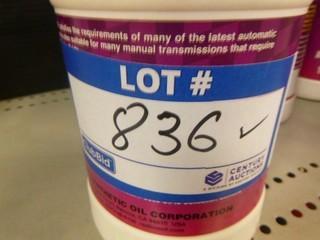 the requirements of many of the latest automatic
suitable for many manual transmissions that require
LOT #
836 ✓
CENTURY
AUCTIONS
OIL CORPORATION